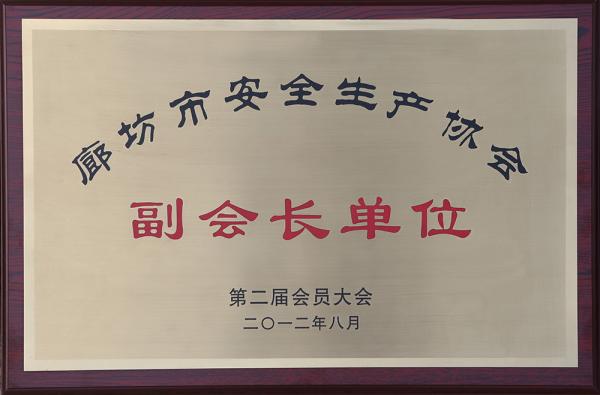 廊坊市安全生产协会
副会长单位
第二届会员大会
二〇一二年八月